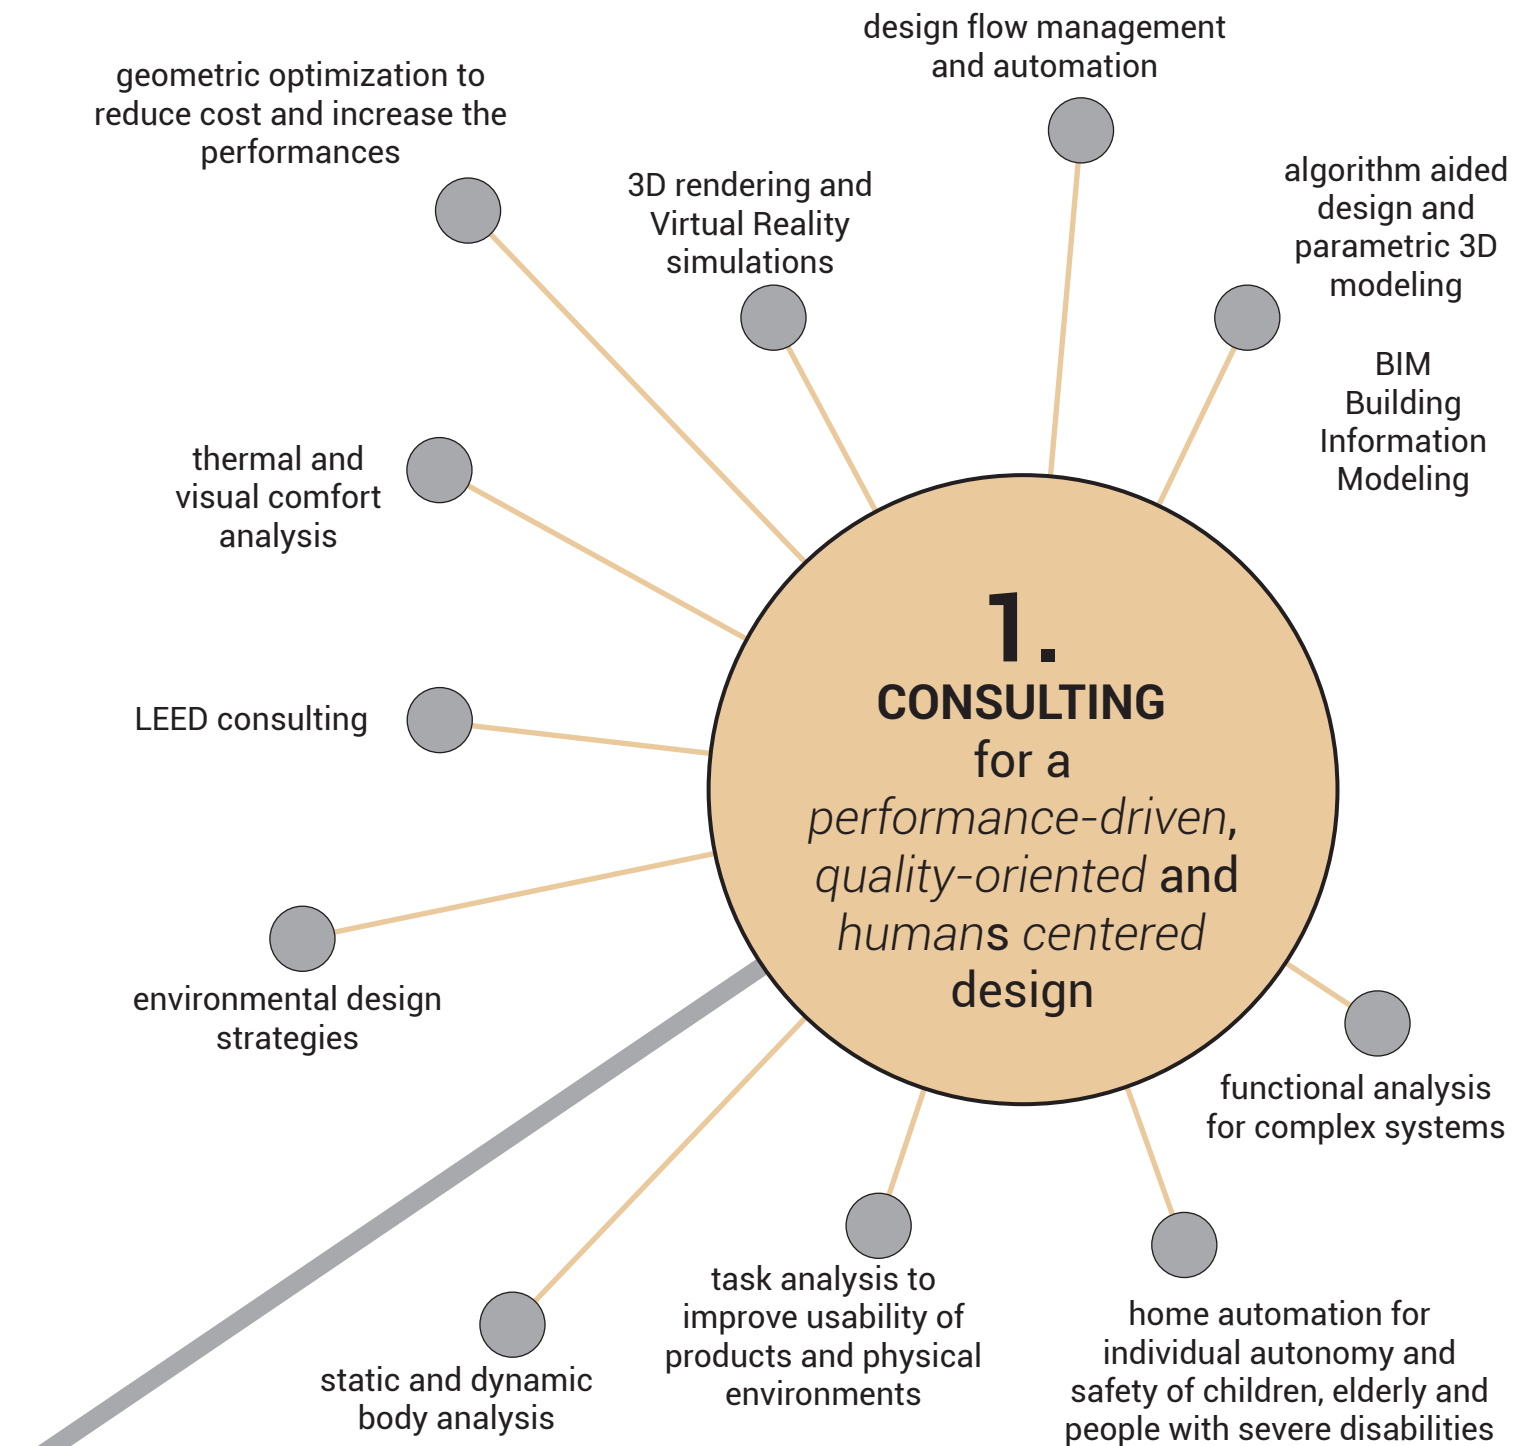 design flow management
and automation
geometric optimization to
reduce cost and increase the
performances
3D rendering and
Virtual Reality
simulations
algorithm aided
design and
parametric 3D
modeling
BIM
Building
Information
Modeling
thermal and
visual comfort
analysis
LEED consulting
1.
CONSULTING
for a
performance-driven,
quality-oriented and
humans centered
design
environmental design
strategies
functional analysis
for complex systems
static and dynamic
body analysis
task analysis to
improve usability of
products and physical
environments
home automation for
individual autonomy and
safety of children, elderly and
people with severe disabilities